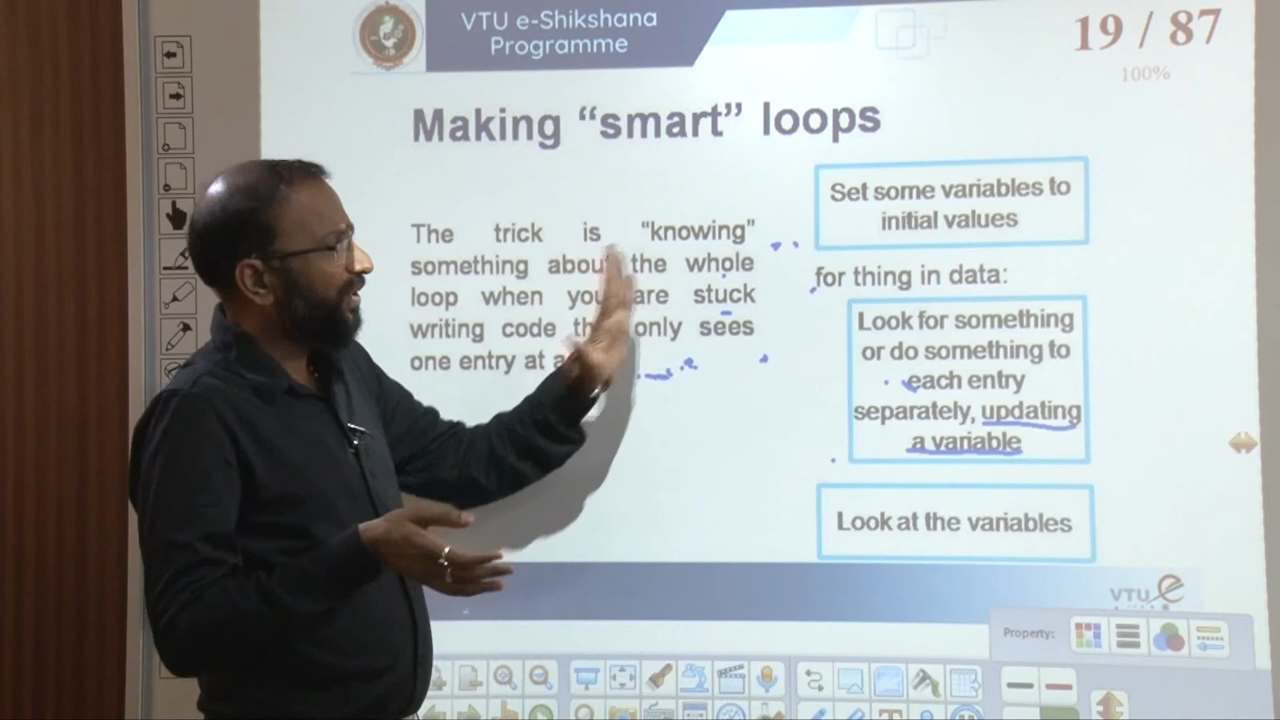 VTU e-Shikshana
Programme
19 / 87
100%
Making “smart” loops
The trick is “knowing”
something about the whole
loop when you are stuck
writing code only sees
one entry at a
Set some variables to
initial values
for thing in data:
Look for something
or do something to
each entry
separately, updating
a variable
Look at the variables
VTU e
Property: